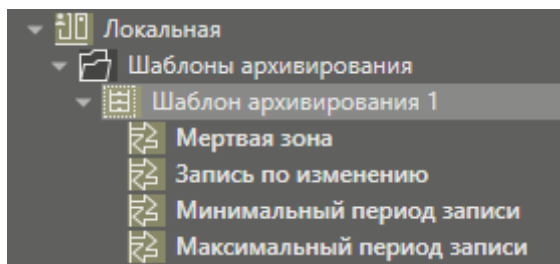 Локальная
Шаблоны архивирования
Шаблон архивирования 1
Мертвая зона
Запись по изменению
Минимальный период записи
Максимальный период записи